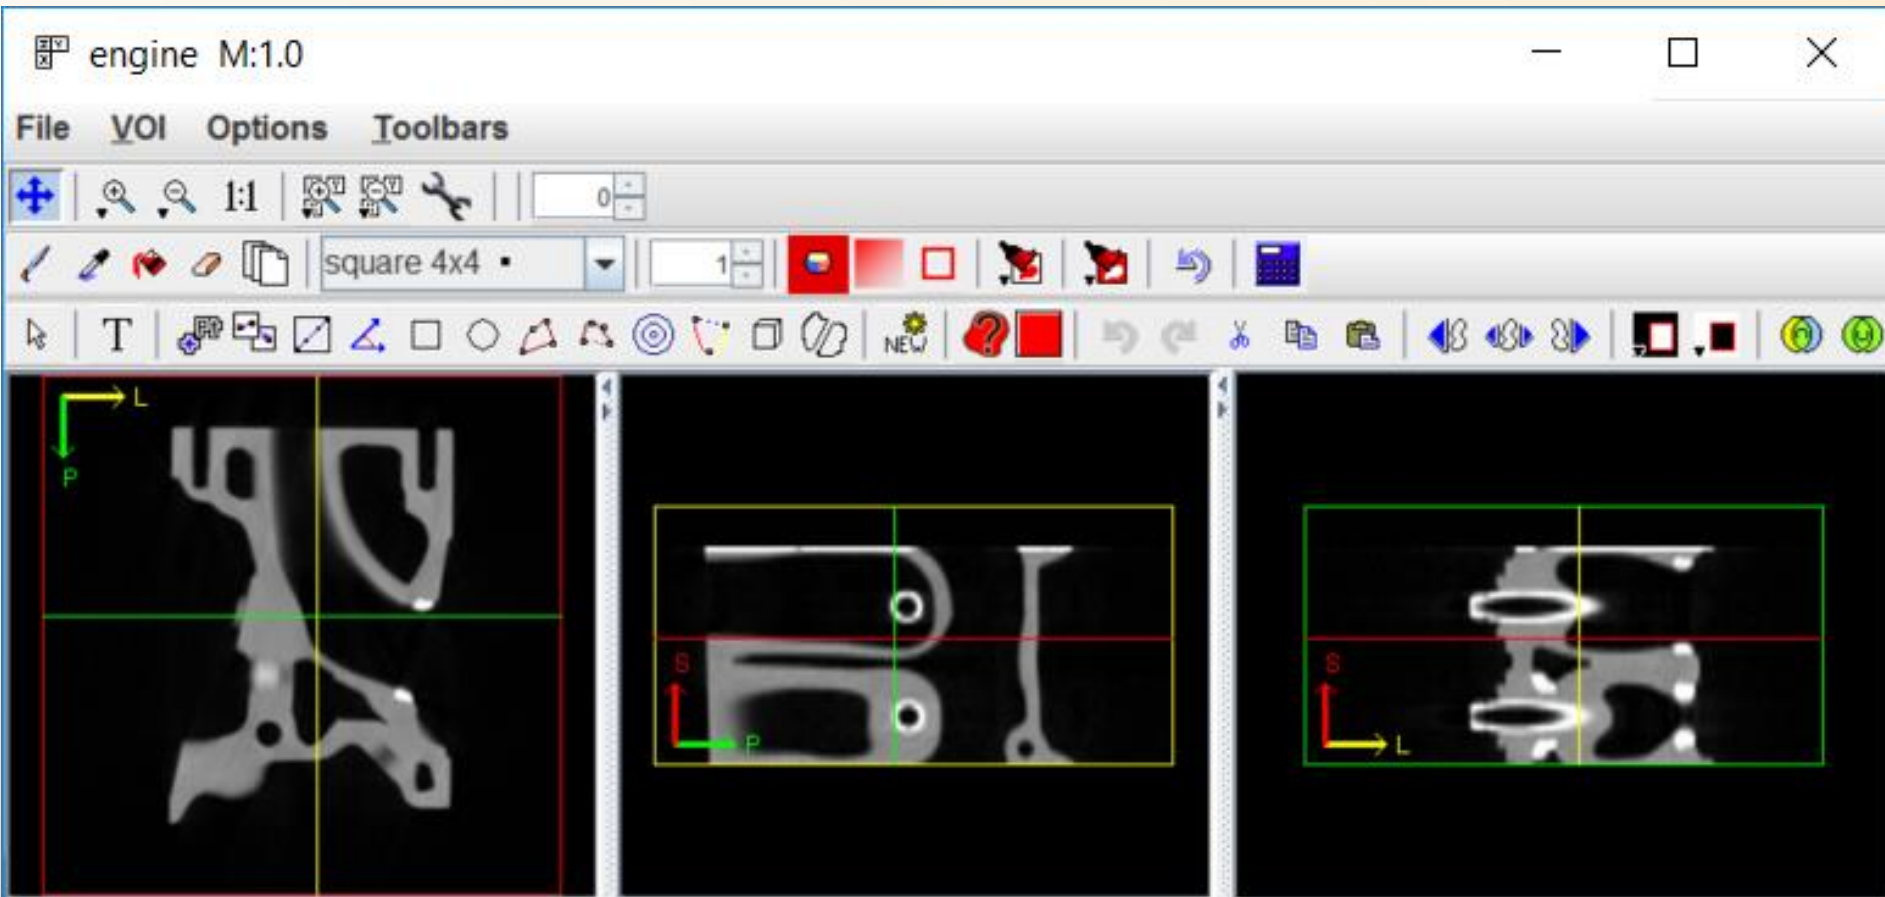 engine M:1.0
File VOI Options Toolbars
1:1 0
square 4x4 1
T NEW ?
L
P
S
P
S
L